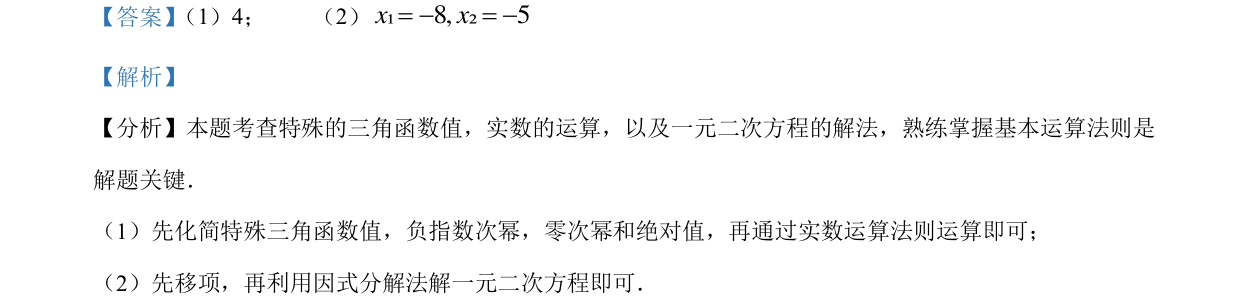 【答案】（1）4； （2）x₁ = −8, x₂ = −5
【解析】
【分析】本题考查特殊的三角函数值，实数的运算，以及一元二次方程的解法，熟练掌握基本运算法则是
解题关键．
（1）先化简特殊三角函数值，负指数次幂，零次幂和绝对值，再通过实数运算法则运算即可；
（2）先移项，再利用因式分解法解一元二次方程即可．